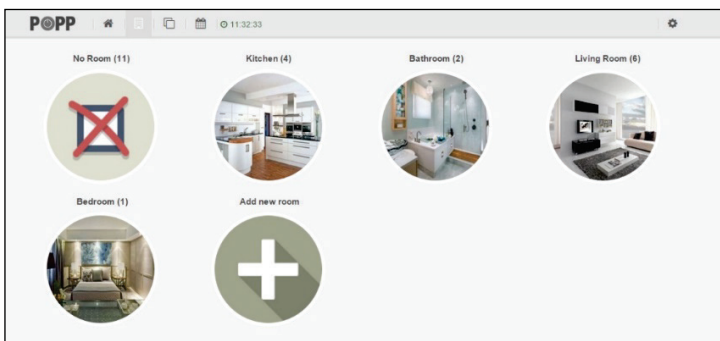 POPP 11:32:33
No Room (11) Kitchen (4) Bathroom (2) Living Room (6)
Bedroom (1) Add new room